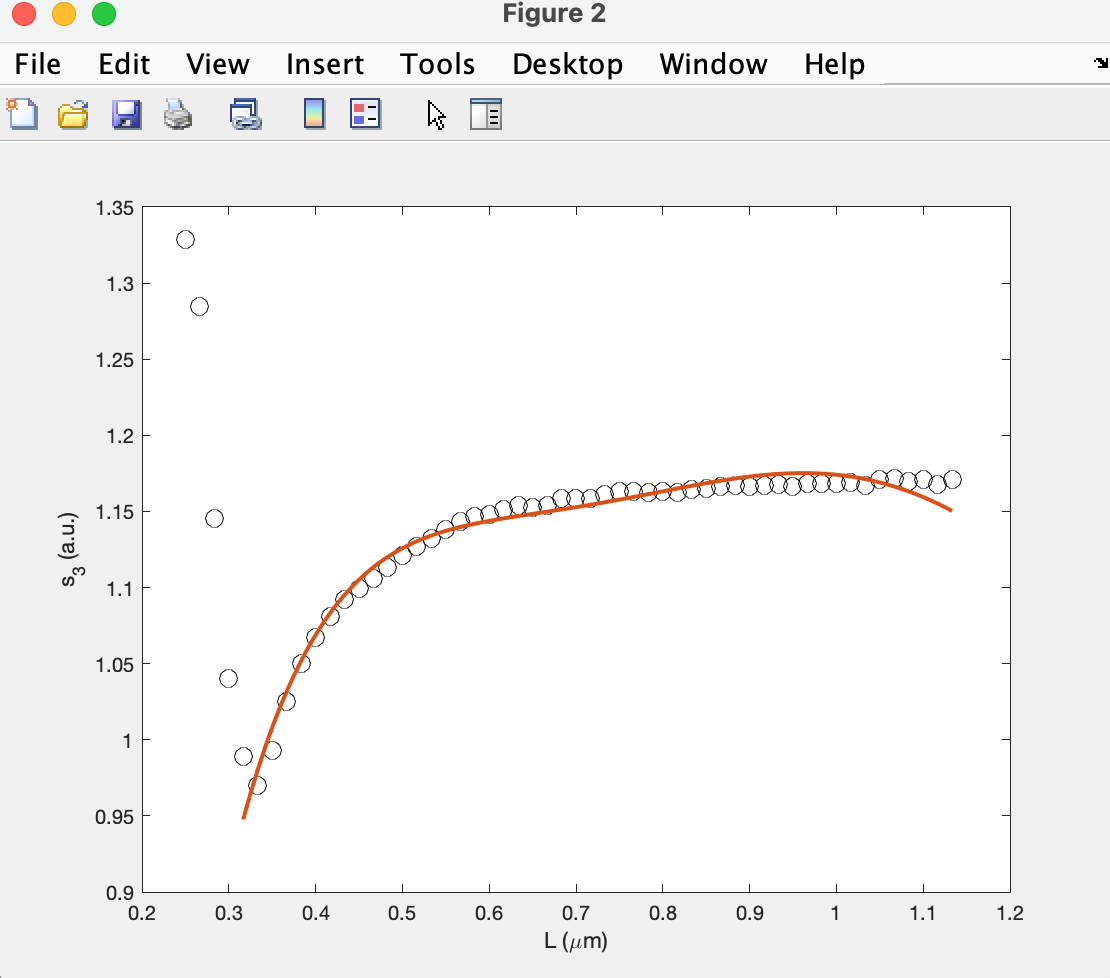 Figure 2
File Edit View Insert Tools Desktop Window Help
1.35
1.3
1.25
1.2
1.15
1.1
1.05
1
0.95
0.9
s3 (a.u.)
0.2 0.3 0.4 0.5 0.6 0.7 0.8 0.9 1 1.1 1.2
L (μm)